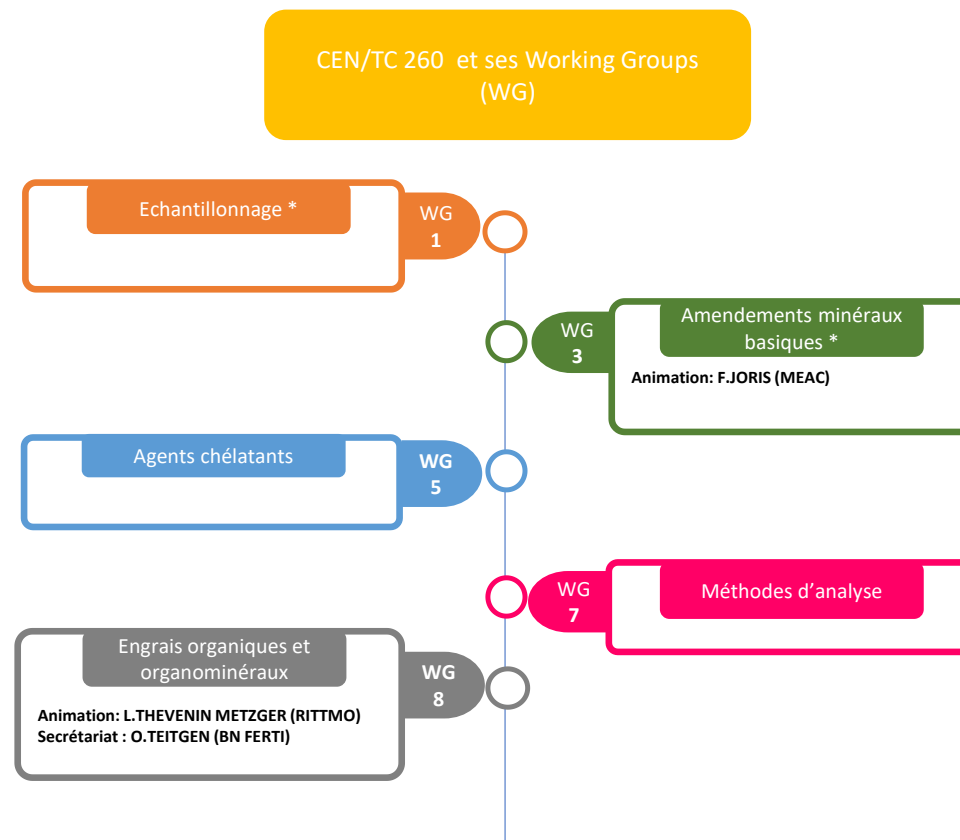 CEN/TC 260 et ses Working Groups
(WG)
Echantillonnage *
WG
1
WG
3
Amendements minéraux
basiques *
Animation: F.JORIS (MEAC)
Agents chélatants
WG
5
WG
7
Méthodes d’analyse
Engrais organiques et
organominéraux
WG
8
Animation: L.THEVENIN METZGER (RITTMO)
Secrétariat : O.TEITGEN (BN FERTI)